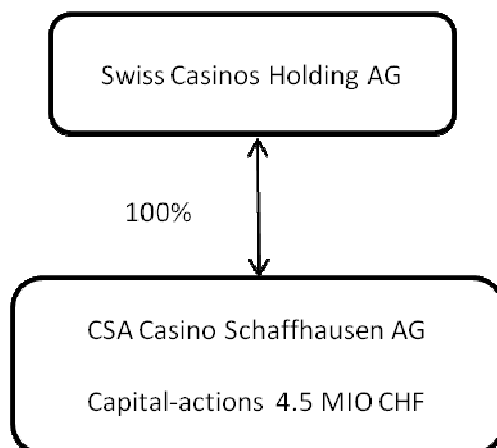 Swiss Casinos Holding AG
100%
CSA Casino Schaffhausen AG
Capital-actions 4.5 MIO CHF